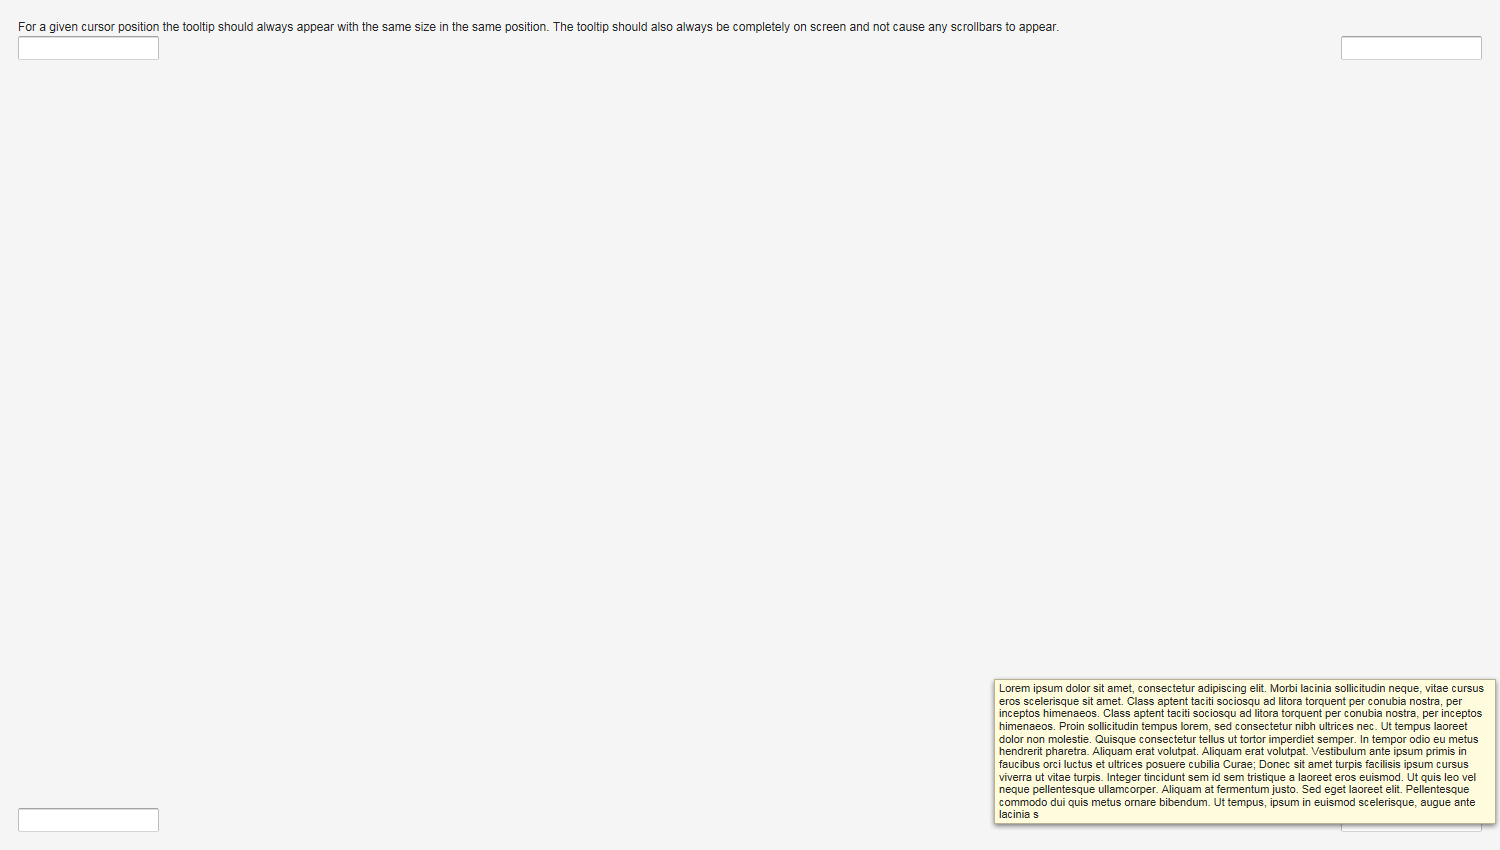 For a given cursor position the tooltip should always appear with the same size in the same position. The tooltip should also always be completely on screen and not cause any scrollbars to appear.
Lorem ipsum dolor sit amet, consectetur adipiscing elit. Morbi lacinia sollicitudin neque, vitae cursus
eros scelerisque sit amet. Class aptent taciti sociosqu ad litora torquent per conubia nostra, per
inceptos himenaeos. Class aptent taciti sociosqu ad litora torquent per conubia nostra, per inceptos
himenaeos. Proin sollicitudin tempus lorem, sed consectetur nibh ultrices nec. Ut tempus laoreet
dolor non molestie. Quisque consectetur tellus ut tortor imperdiet semper. In tempor odio eu metus
hendrerit pharetra. Aliquam erat volutpat. Aliquam erat volutpat. Vestibulum ante ipsum primis in
faucibus orci luctus et ultrices posuere cubilia Curae; Donec sit amet turpis facilisis ipsum cursus
viverra ut vitae turpis. Integer tincidunt sem id sem tristique a laoreet eros euismod. Ut quis leo vel
neque pellentesque ullamcorper. Aliquam at fermentum justo. Sed eget laoreet elit. Pellentesque
commodo dui quis metus ornare bibendum. Ut tempus, ipsum in euismod scelerisque, augue ante
lacinia s